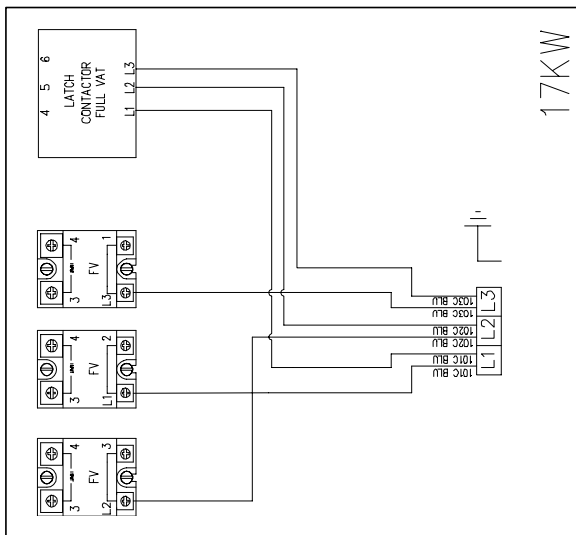 4 5 6
LATCH
CONTACTOR
FULL VAT
L1 L2 L3
3 4
FV
L3 1
3 4
FV
L1 2
3 4
FV
L2 3
103C BLU
103C BLU
102C BLU
102C BLU
101C BLU
101C BLU
L1 L2 L3
17KW